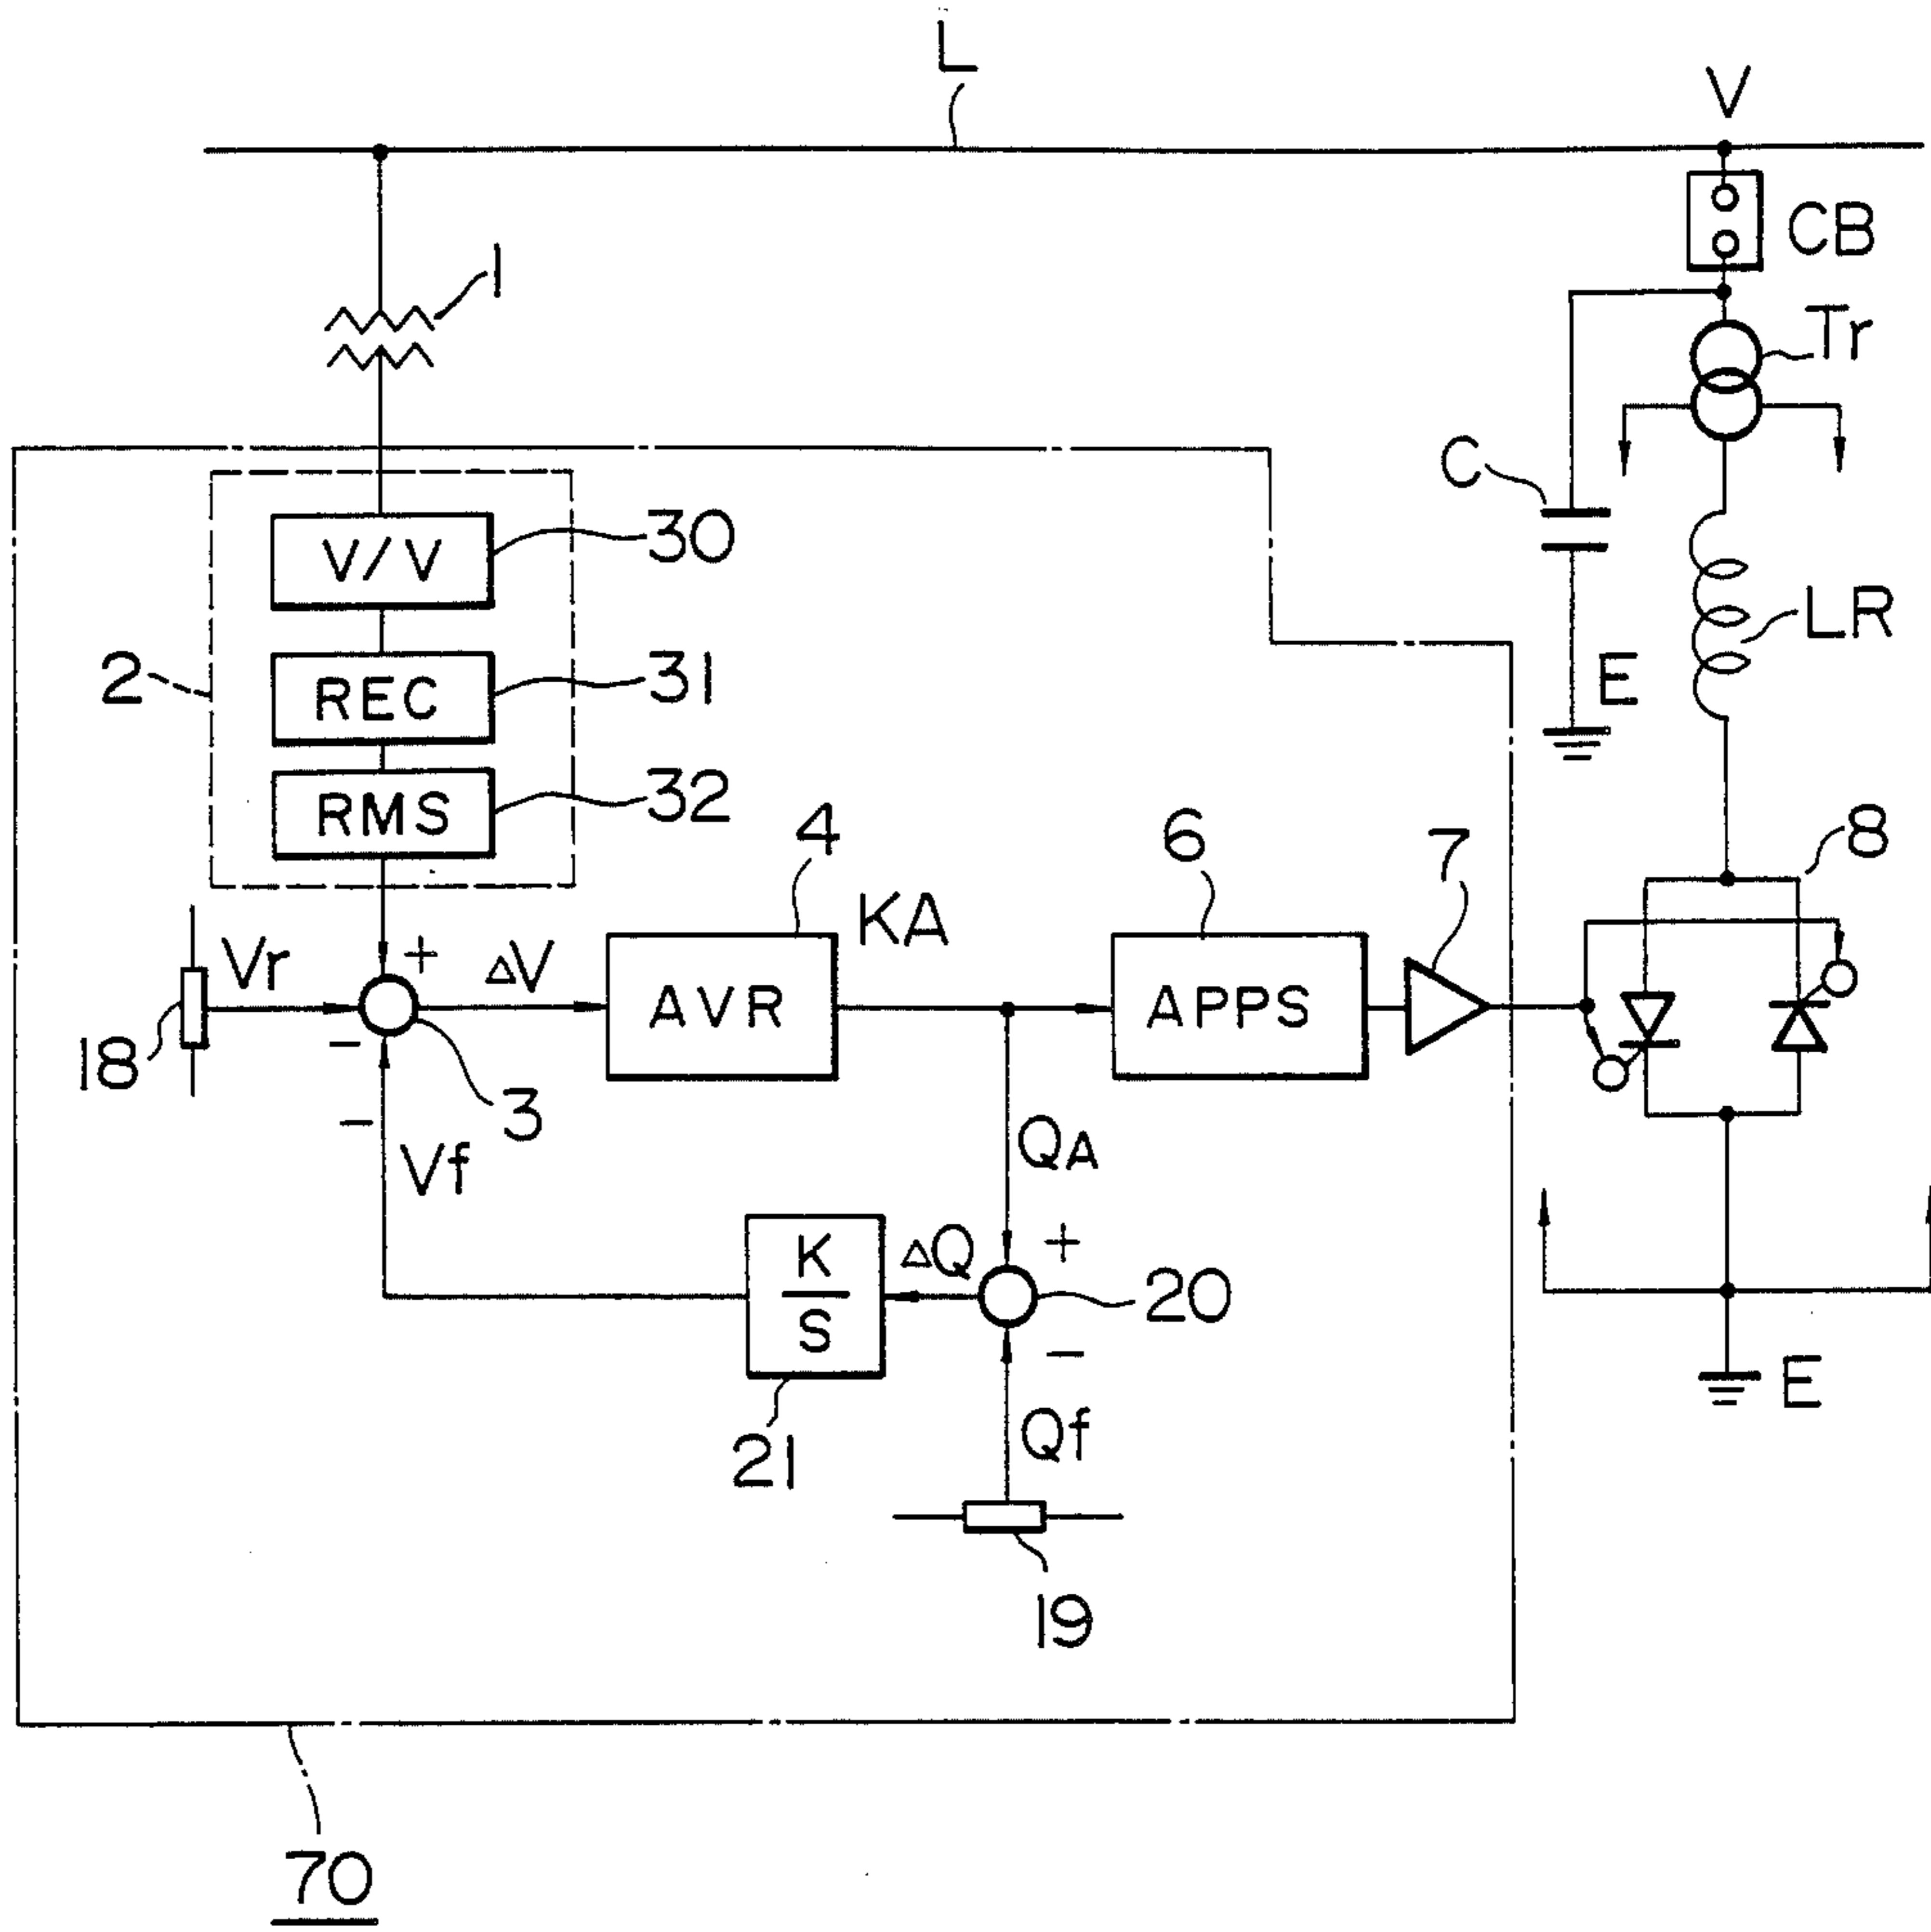 L
V
CB
1
Tr
C
30
V/V
LR
2
31
REC
E
32
RMS
4
6
7
8
KA
Vr
+
ΔV
AVR
APPS
18
-
3
-
QA
Vf
K
S
ΔQ
+
20
-
E
Qf
21
19
70